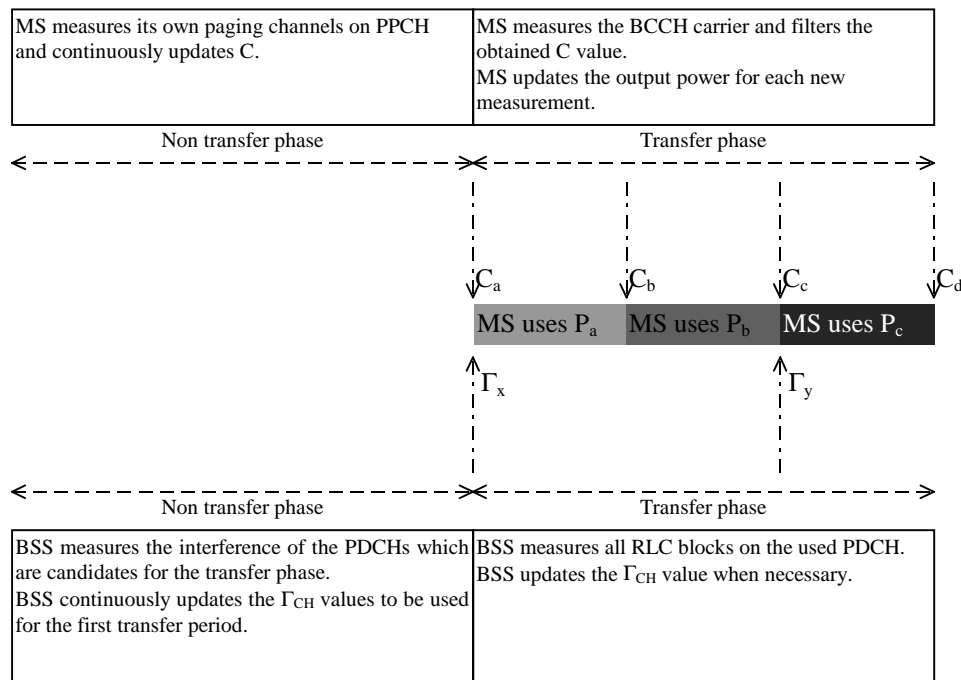 MS measures its own paging channels on PPCH
and continuously updates C.
MS measures the BCCH carrier and filters the
obtained C value.
MS updates the output power for each new
measurement.
Non transfer phase
Transfer phase
Ca
Cb
Cc
Cd
MS uses Pa
MS uses Pb
MS uses Pc
Γx
Γy
Non transfer phase
Transfer phase
BSS measures the interference of the PDCHs which
are candidates for the transfer phase.
BSS continuously updates the ΓCH values to be used
for the first transfer period.
BSS measures all RLC blocks on the used PDCH.
BSS updates the ΓCH value when necessary.